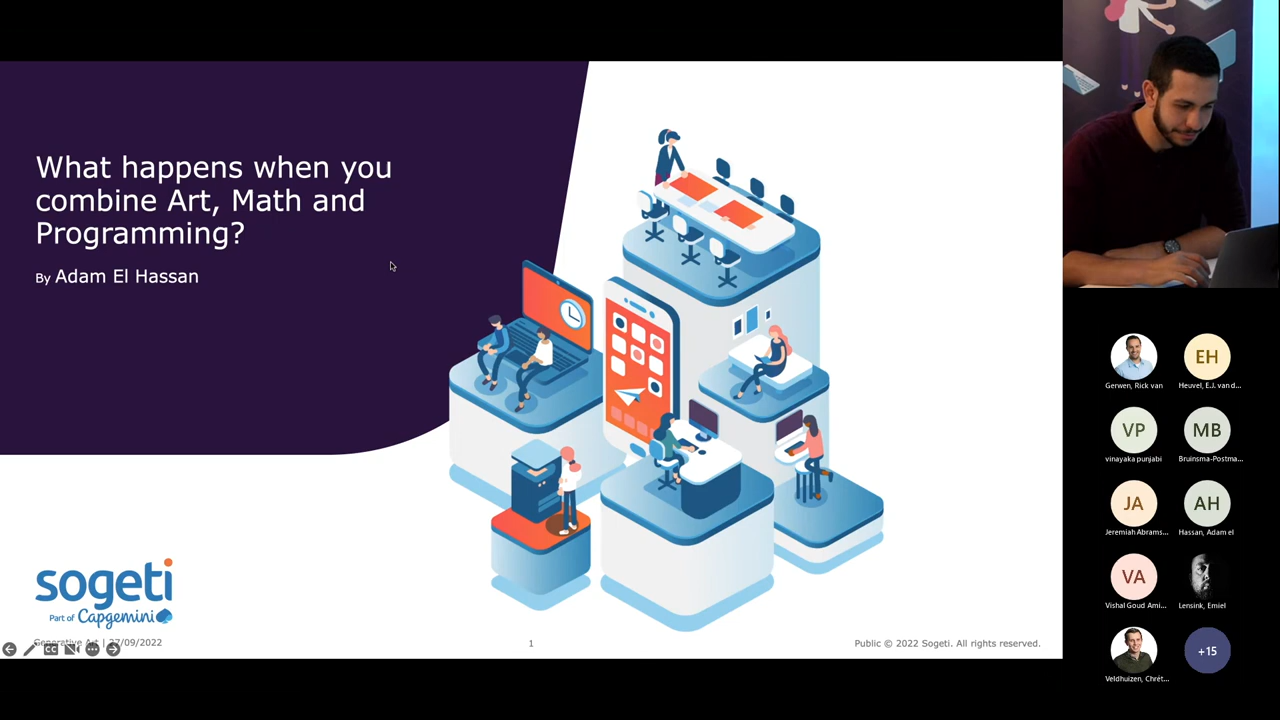 What happens when you
combine Art, Math and
Programming?
By Adam El Hassan
sogeti
Part of Capgemini
Generative Art | 27/09/2022
1
Public © 2022 Sogeti. All rights reserved.
CC
Gerwen, Rick van
EH
Heuvel, E.J. van d...
VP
vinayaka punjabi
MB
Bruinsma-Postma...
JA
Jeremiah Abrams...
AH
Hassan, Adam el
VA
Vishal Goud Ami...
Lensink, Emiel
Veldhuizen, Chrét...
+15